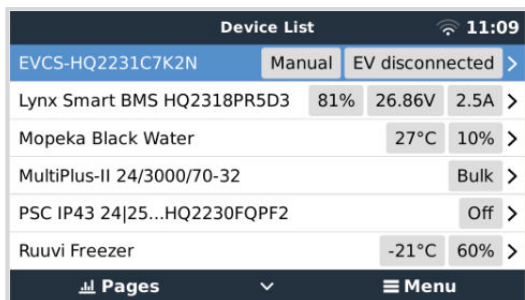 Device List 11:09
EVCS-HQ2231C7K2N Manual EV disconnected
Lynx Smart BMS HQ2318PR5D3 81% 26.86V 2.5A
Mopeka Black Water 27°C 10%
MultiPlus-II 24/3000/70-32 Bulk
PSC IP43 24|25...HQ2230FQPF2 Off
Ruuvi Freezer -21°C 60%
Pages Menu